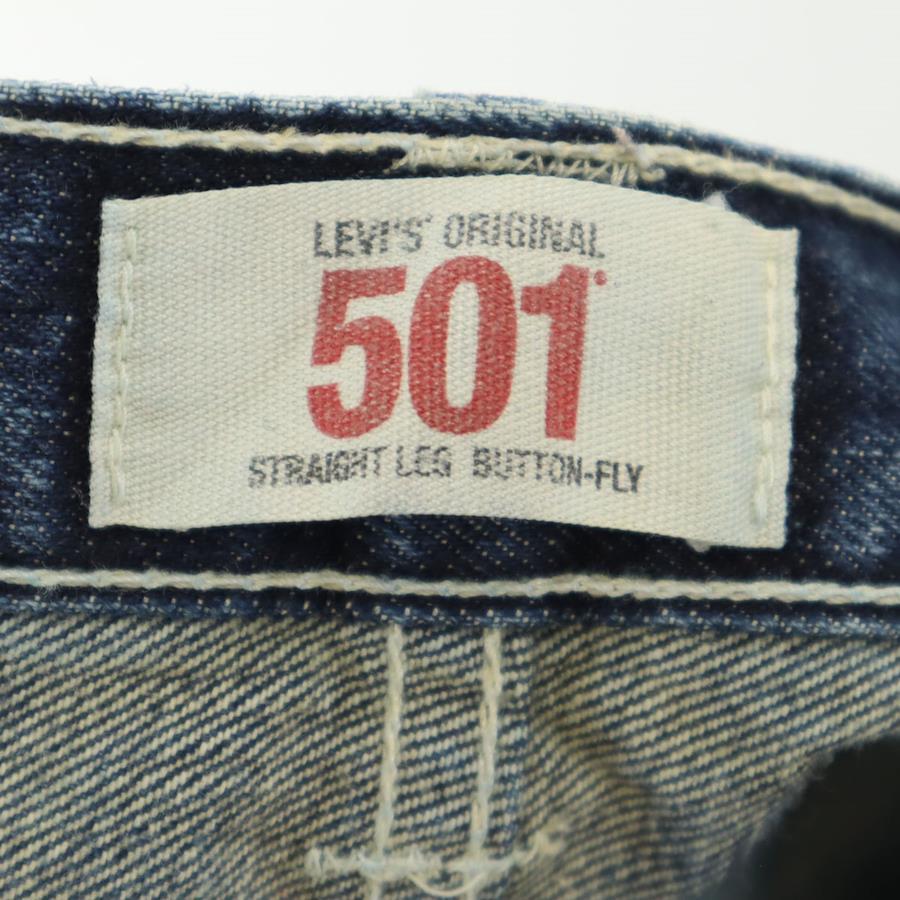 LEVI'S® ORIGINAL
501®
STRAIGHT LEG BUTTON-FLY